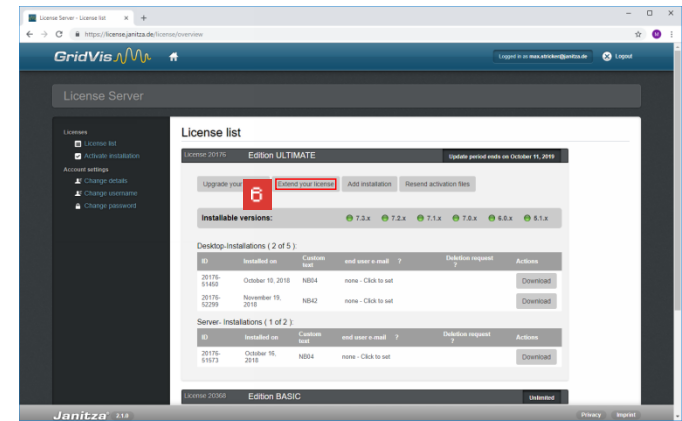 License Server - License list
https://license.janitza.de/license/overview
GridVis
Logged in as max.stricker@janitza.de
Logout
License Server
Licenses
License list
Activate installation
Account settings
Change details
Change username
Change password
License list
License 20176 Edition ULTIMATE Update period ends on October 11, 2019
Upgrade your Extend your license Add installation Resend activation files
6
Installable versions: 7.3.x 7.2.x 7.1.x 7.0.x 6.0.x 5.1.x
Desktop-Installations ( 2 of 5 ):
ID Installed on Custom text end user e-mail ? Deletion request ? Actions
20176-51450 October 10, 2018 NB04 none - Click to set Download
20176-52299 November 19, 2018 NB42 none - Click to set Download
Server- Installations ( 1 of 2 ):
ID Installed on Custom text end user e-mail ? Deletion request ? Actions
20176-51573 October 16, 2018 NB04 none - Click to set Download
License 20368 Edition BASIC Unlimited
Janitza 2.1.0 Privacy Imprint